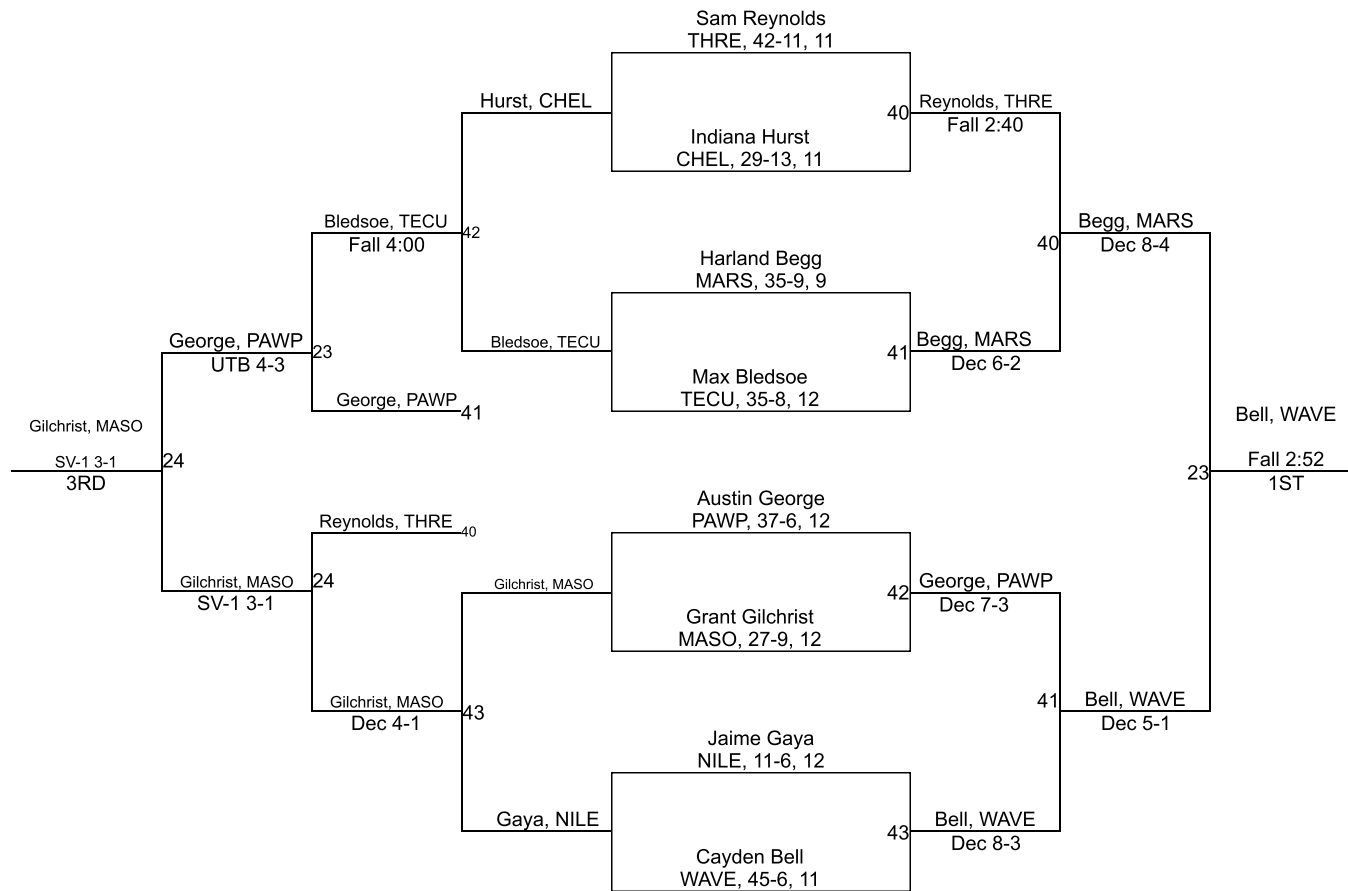 Sam Reynolds
THRE, 42-11, 11
Hurst, CHEL
40
Reynolds, THRE
Fall 2:40
Indiana Hurst
CHEL, 29-13, 11
Bledsoe, TECU
Fall 4:00
42
40
Begg, MARS
Dec 8-4
Harland Begg
MARS, 35-9, 9
George, PAWP
UTB 4-3
23
Bledsoe, TECU
41
Begg, MARS
Dec 6-2
Max Bledsoe
TECU, 35-8, 12
George, PAWP
41
Gilchrist, MASO
SV-1 3-1
3RD
24
23
Bell, WAVE
Fall 2:52
1ST
Austin George
PAWP, 37-6, 12
Reynolds, THRE
40
Gilchrist, MASO
SV-1 3-1
24
Gilchrist, MASO
42
George, PAWP
Dec 7-3
Grant Gilchrist
MASO, 27-9, 12
Gilchrist, MASO
Dec 4-1
43
41
Bell, WAVE
Dec 5-1
Jaime Gaya
NILE, 11-6, 12
Gaya, NILE
43
Bell, WAVE
Dec 8-3
Cayden Bell
WAVE, 45-6, 11